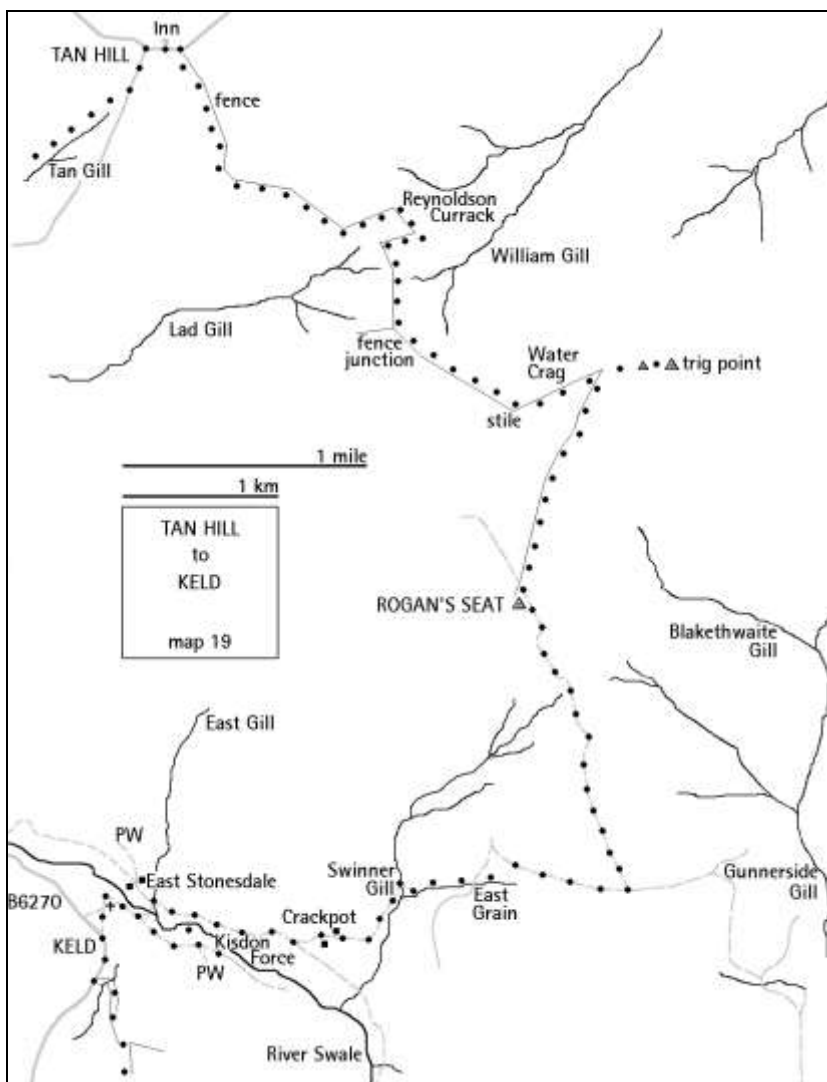 Inn
TAN HILL
fence
Tan Gill
Reynoldson
Currack
William Gill
Lad Gill
fence
junction
Water
Crag
trig point
stile
1 mile
1 km
TAN HILL
to
KELD
map 19
ROGAN'S SEAT
Blakethwaite
Gill
East Gill
PW
East Stonesdale
Swinner
Gill
East
Grain
Gunnerside
Gill
B6270
Crackpot
KELD
Kisdon
Force
PW
River Swale